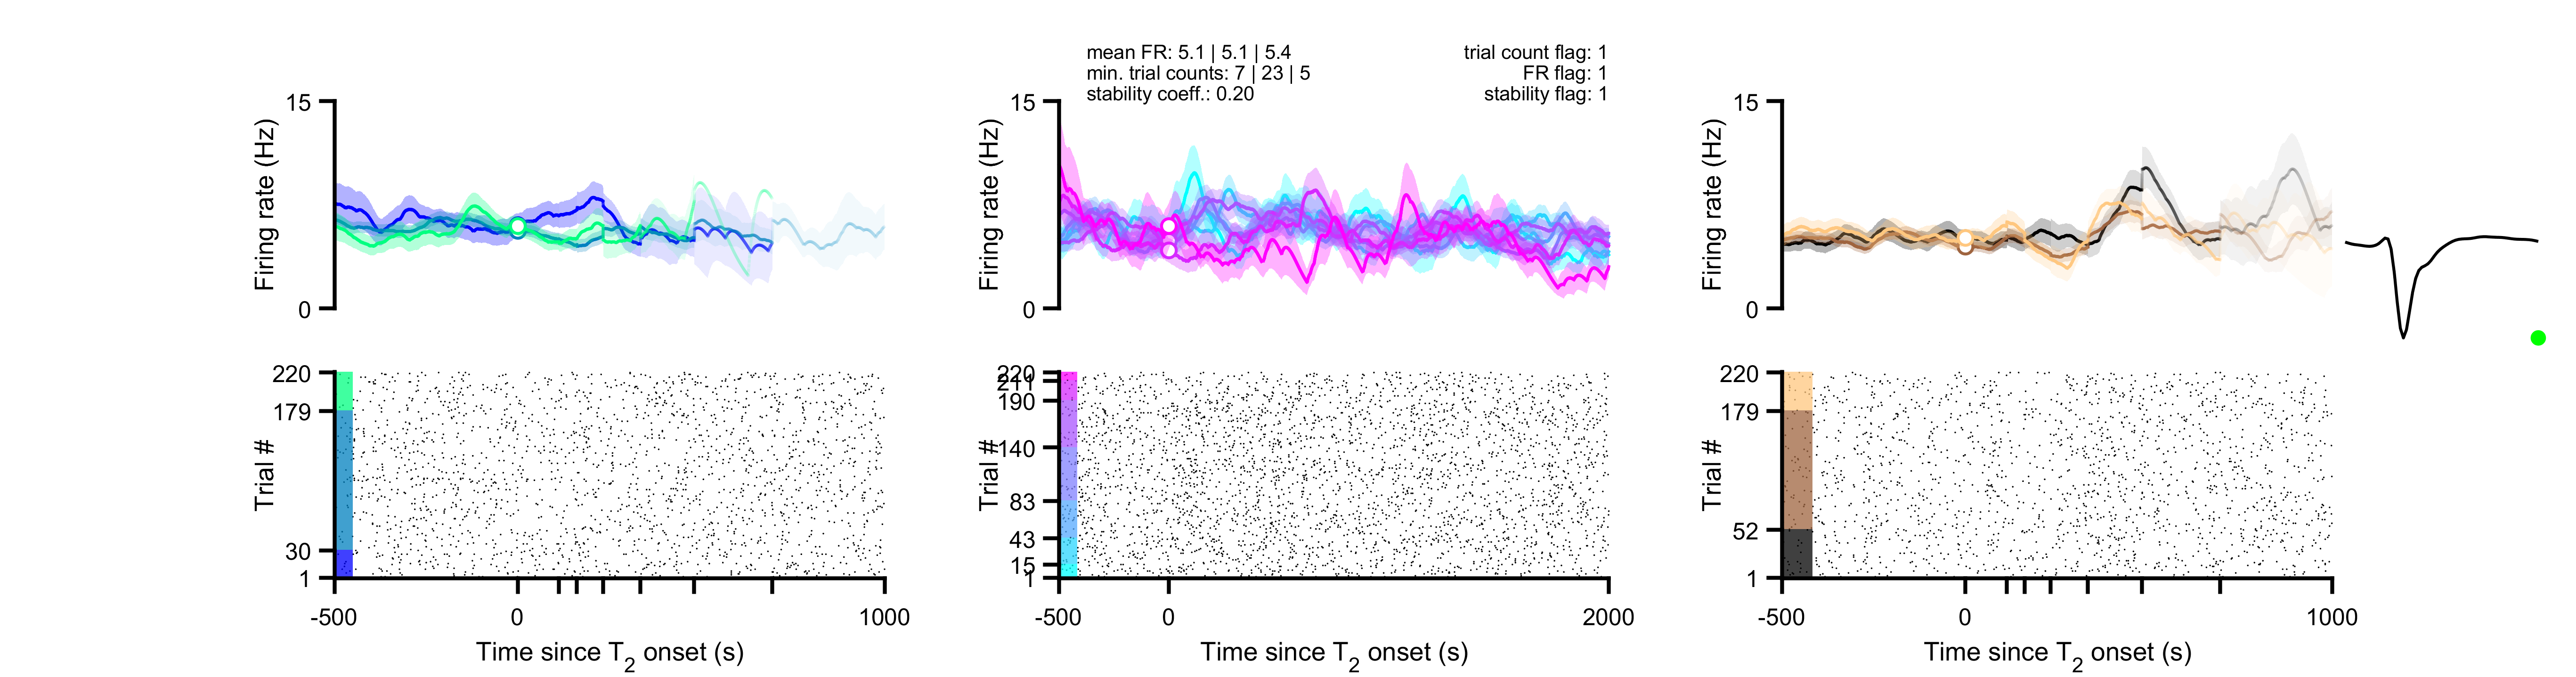 mean FR: 5.1 | 5.1 | 5.4
min. trial counts: 7 | 23 | 5
stability coeff.: 0.20
trial count flag: 1
FR flag: 1
stability flag: 1
15
0
Firing rate (Hz)
15
0
Firing rate (Hz)
15
0
Firing rate (Hz)
220
179
30
1
Trial #
-500
0
1000
Time since T2 onset (s)
220
211
190
140
83
43
15
1
Trial #
-500
0
2000
Time since T2 onset (s)
220
179
52
1
Trial #
-500
0
1000
Time since T2 onset (s)